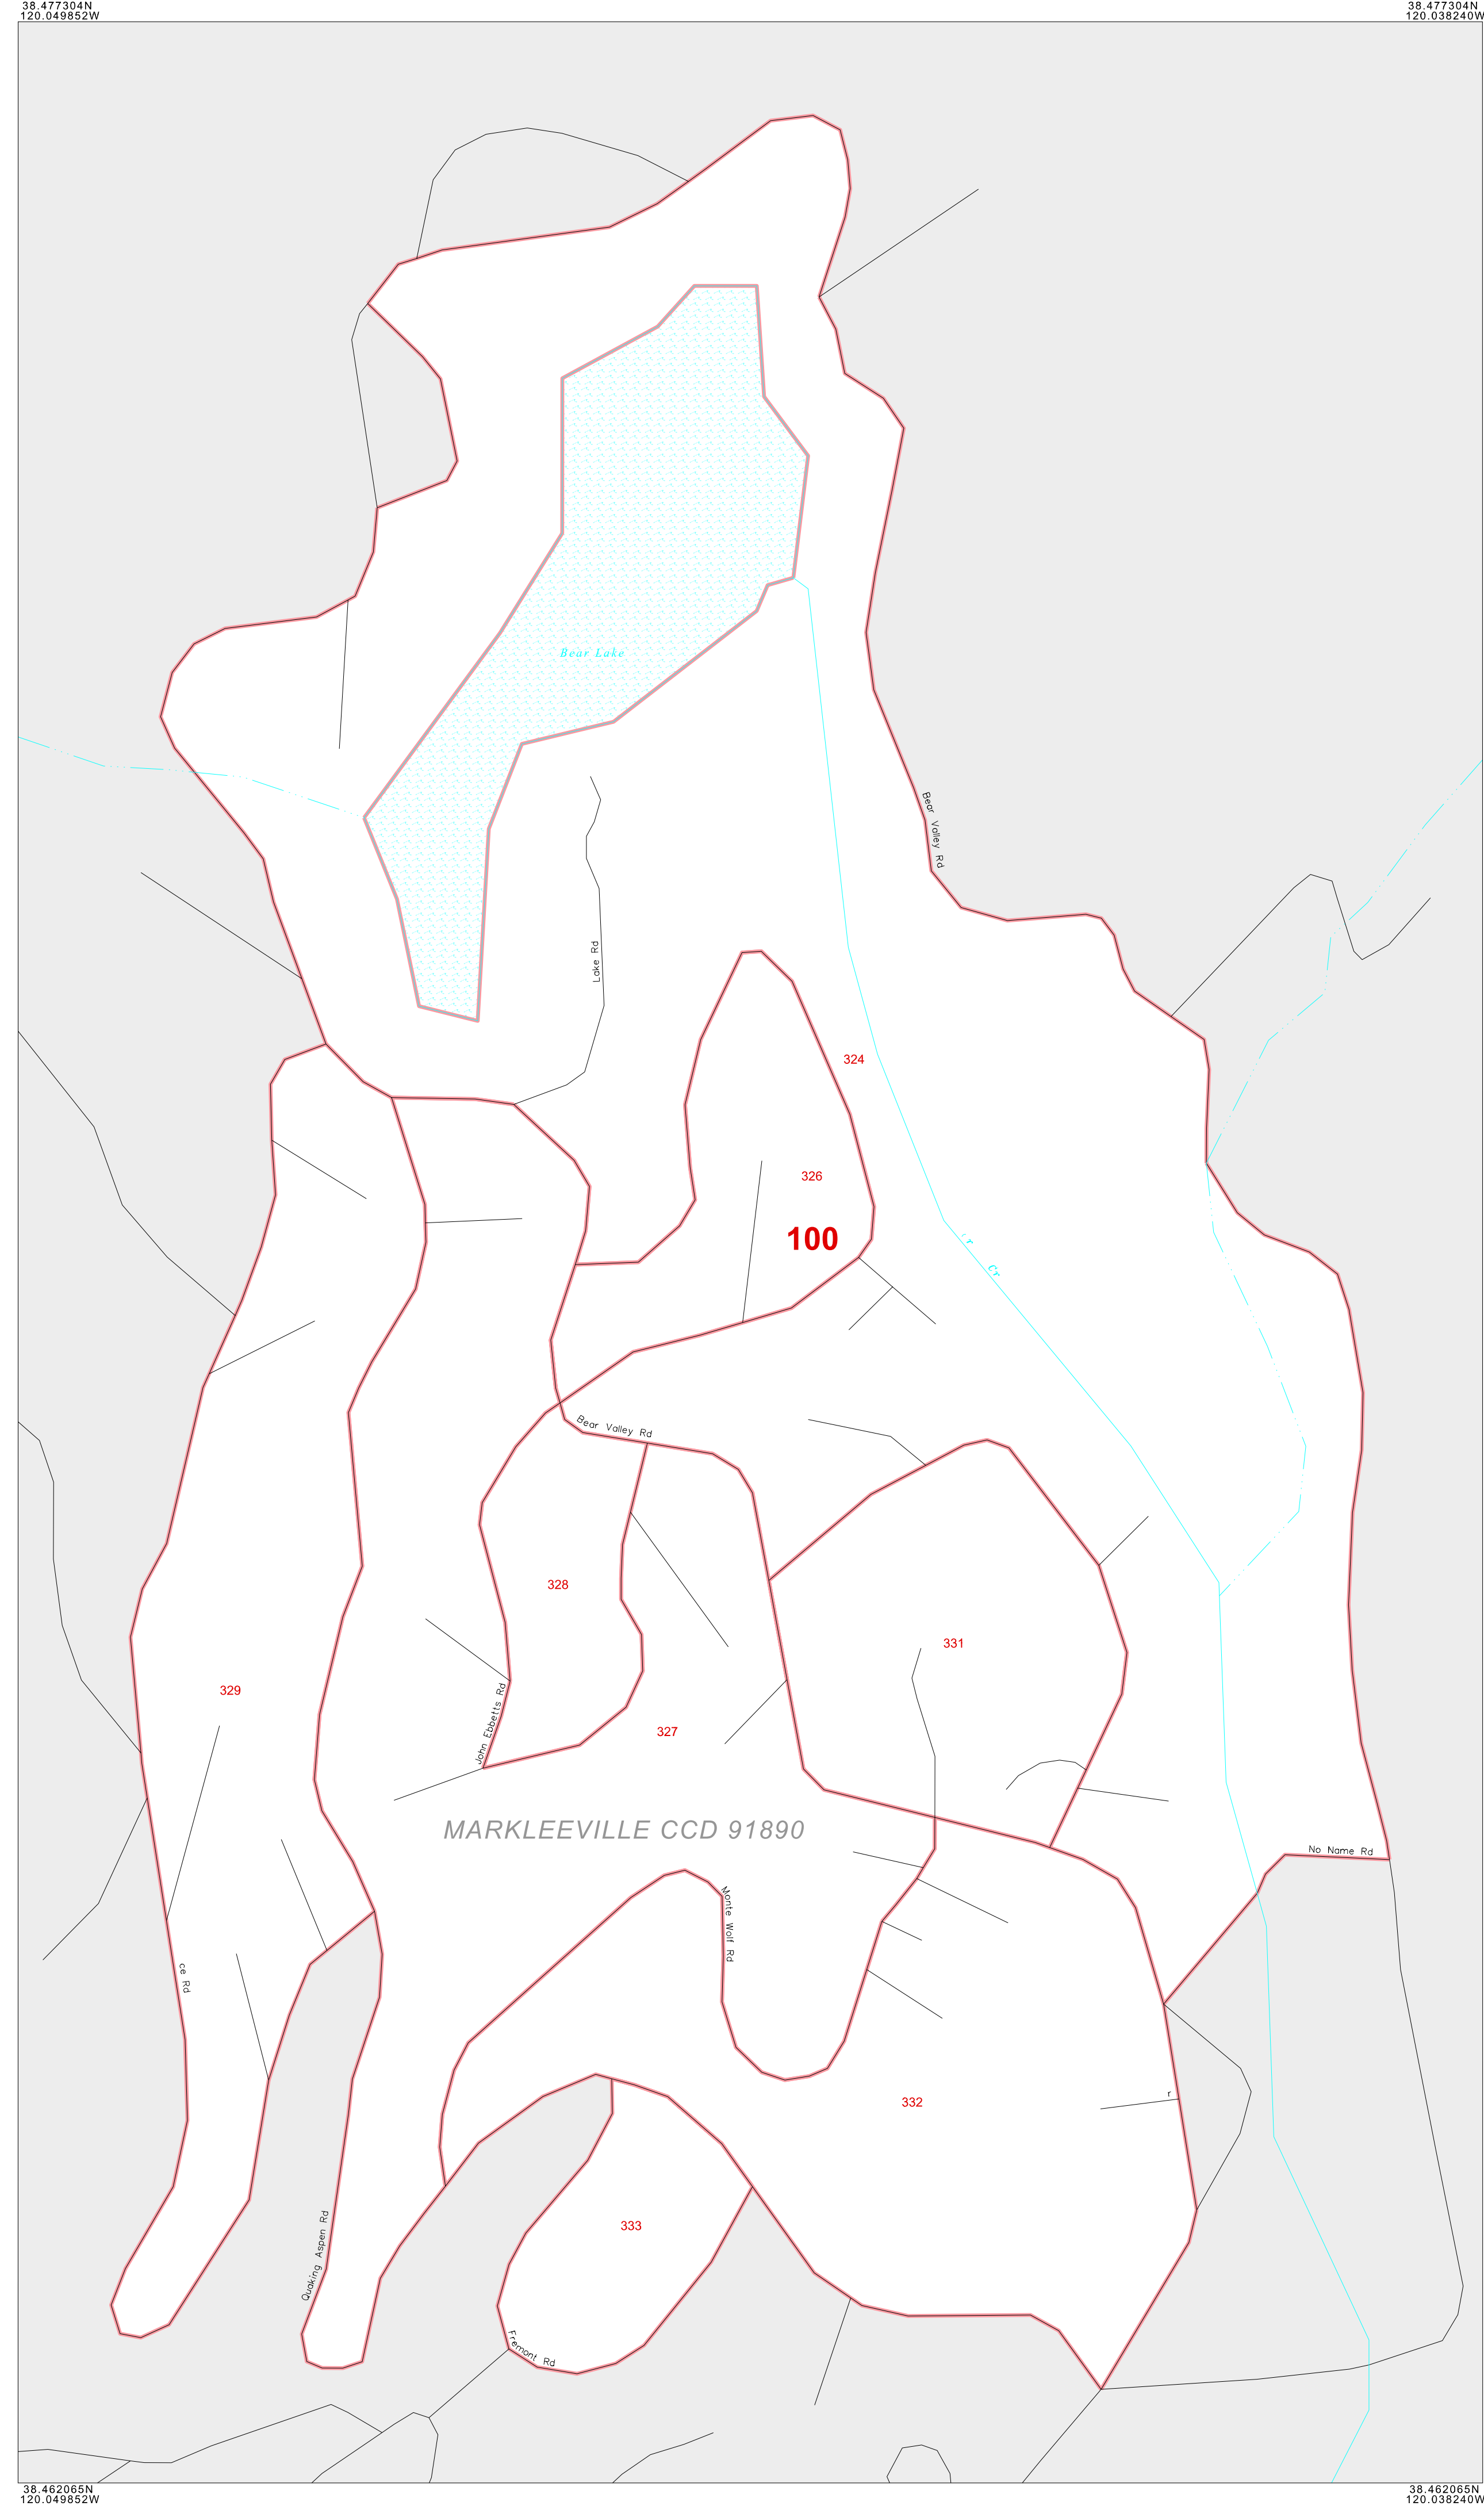 38.477304N
120.049852W
38.477304N
120.038240W
Bear Lake
Bear Valley Rd
Lake Rd
324
326
100
r Cr
Bear Valley Rd
328
331
329
John Ebbetts Rd
327
MARKLEEVILLE CCD 91890
No Name Rd
Monte Wolf Rd
ce Rd
r
332
333
Quaking Aspen Rd
Fremont Rd
38.462065N
120.049852W
38.462065N
120.038240W